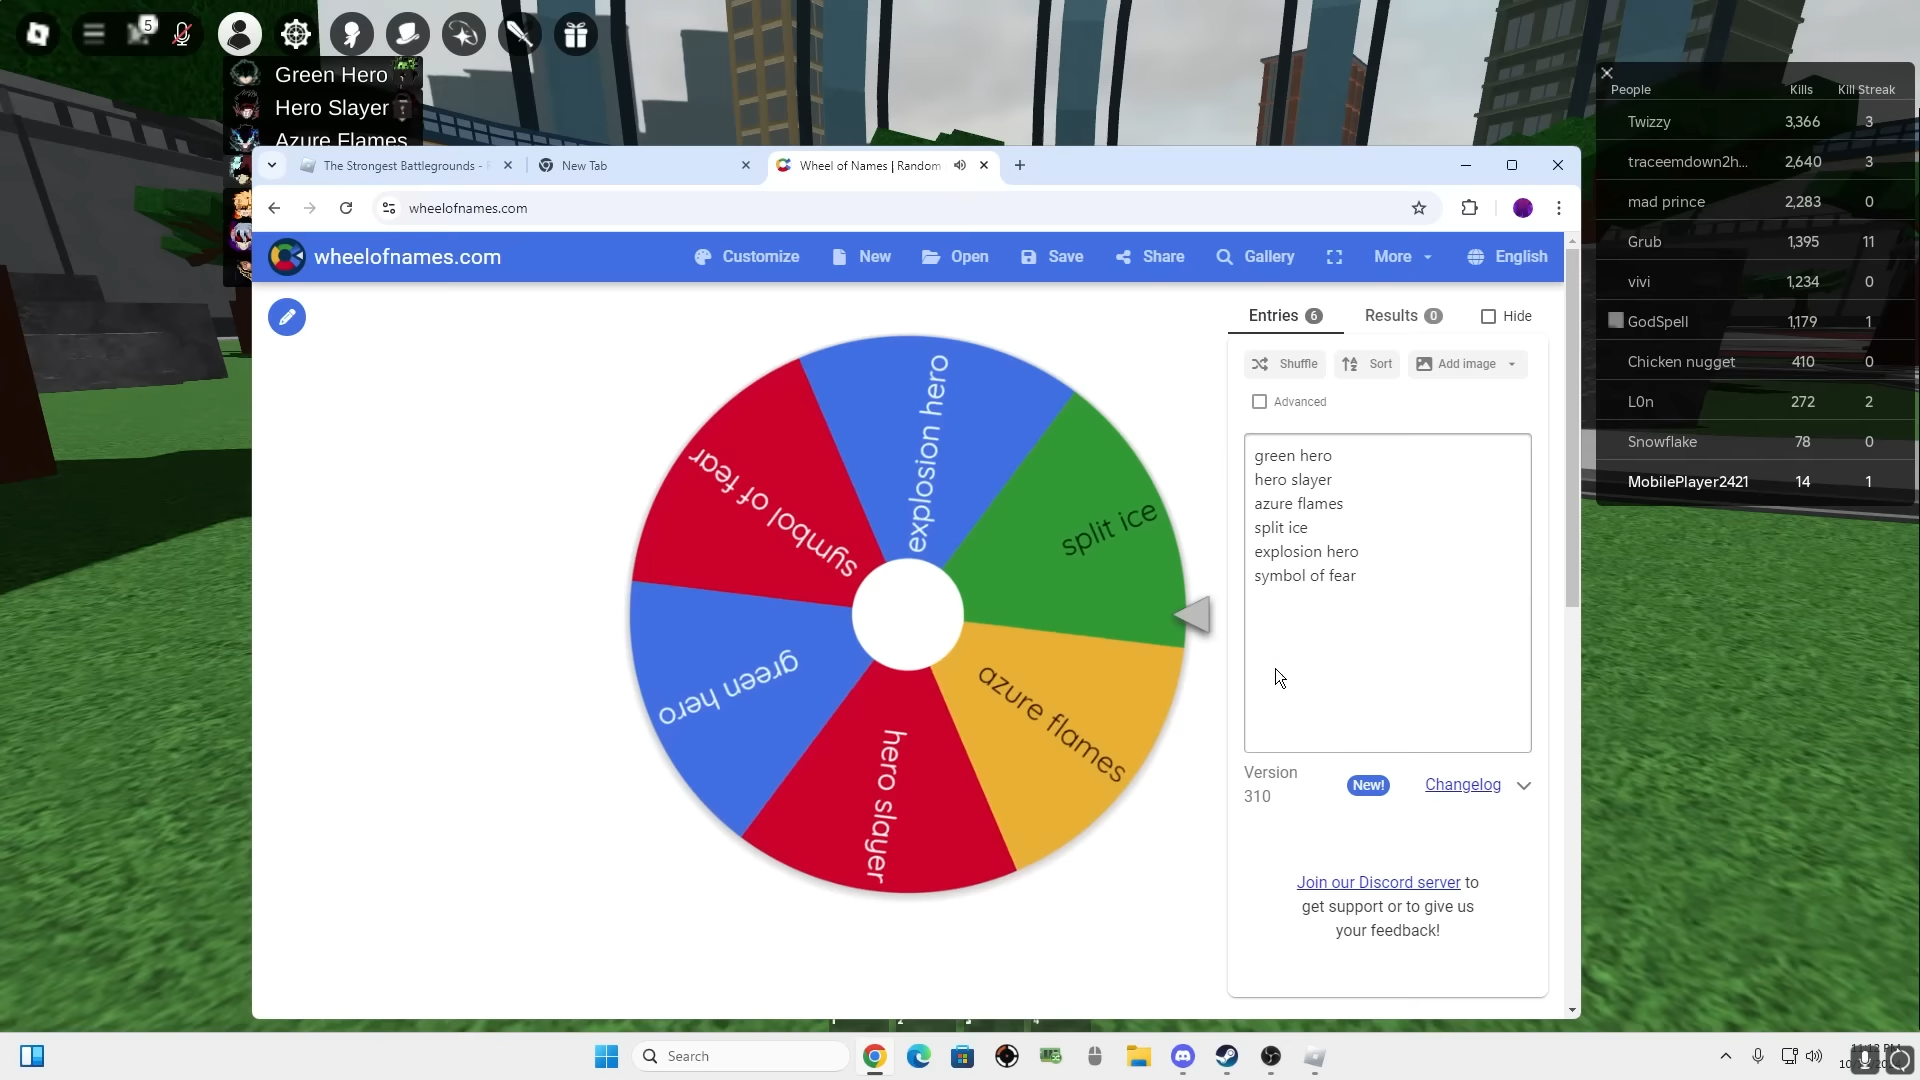 5
Green Hero
Hero Slayer
Azure Flames
People Kills Kill Streak
Twizzy 3,366 3
traceemdown2h... 2,640 3
mad prince 2,283 0
Grub 1,395 11
vivi 1,234 0
GodSpell 1,179 1
Chicken nugget 410 0
L0n 272 2
Snowflake 78 0
MobilePlayer2421 14 1
The Strongest Battlegrounds -
New Tab
Wheel of Names | Random
wheelofnames.com
wheelofnames.com
Customize New Open Save Share Gallery More English
Entries 6 Results 0 Hide
Shuffle Sort Add image
Advanced
green hero
hero slayer
azure flames
split ice
explosion hero
symbol of fear
explosion hero
split ice
azure flames
hero slayer
green hero
symbol of fear
Version
310
New!
Changelog
Join our Discord server to
get support or to give us
your feedback!
Search
11:12 PM